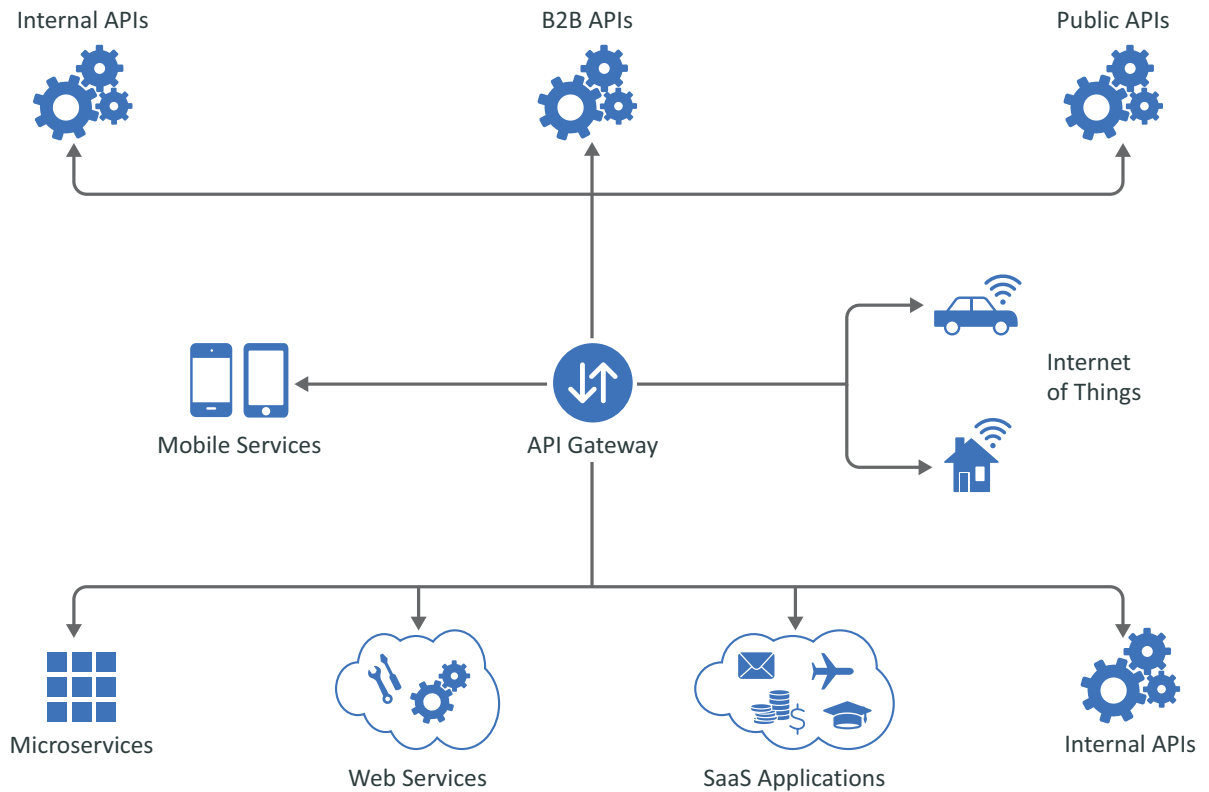 Internal APIs
B2B APIs
Public APIs
Internet
of Things
Mobile Services
API Gateway
$
Microservices
Internal APIs
Web Services
SaaS Applications